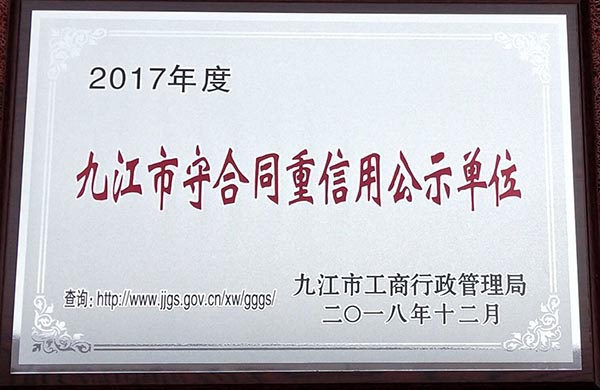 2017年度
九江市守合同重信用公示单位
查询：http://www.jjgs.gov.cn/xw/gggs/
九江市工商行政管理局
二〇一八年十二月